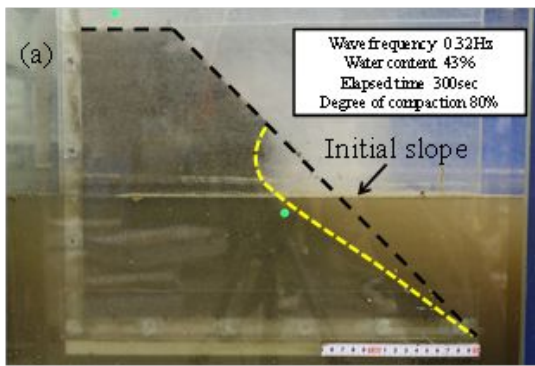 (a)
Wave frequency 0.32Hz
Water content 43%
Elapsed time 300sec
Degree of compaction 80%
Initial slope